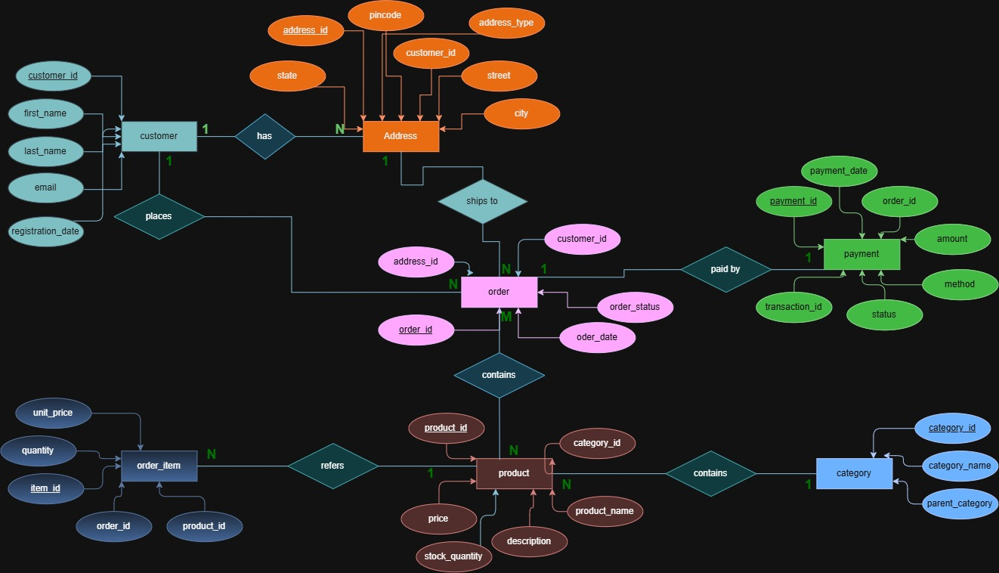 pincode
address_type
address_id
customer_id
state
street
city
customer_id
first_name
last_name
email
registration_date
customer
1
has
N
Address
1
1
places
ships to
payment_date
payment_id
order_id
amount
payment
1
method
transaction_id
status
paid by
customer_id
address_id
N
1
N
order
order_status
M
order_id
oder_date
contains
unit_price
quantity
item_id
order_item
N
order_id
product_id
refers
1
product_id
category_id
N
product
N
price
product_name
description
stock_quantity
contains
1
category
category_id
category_name
parent_category